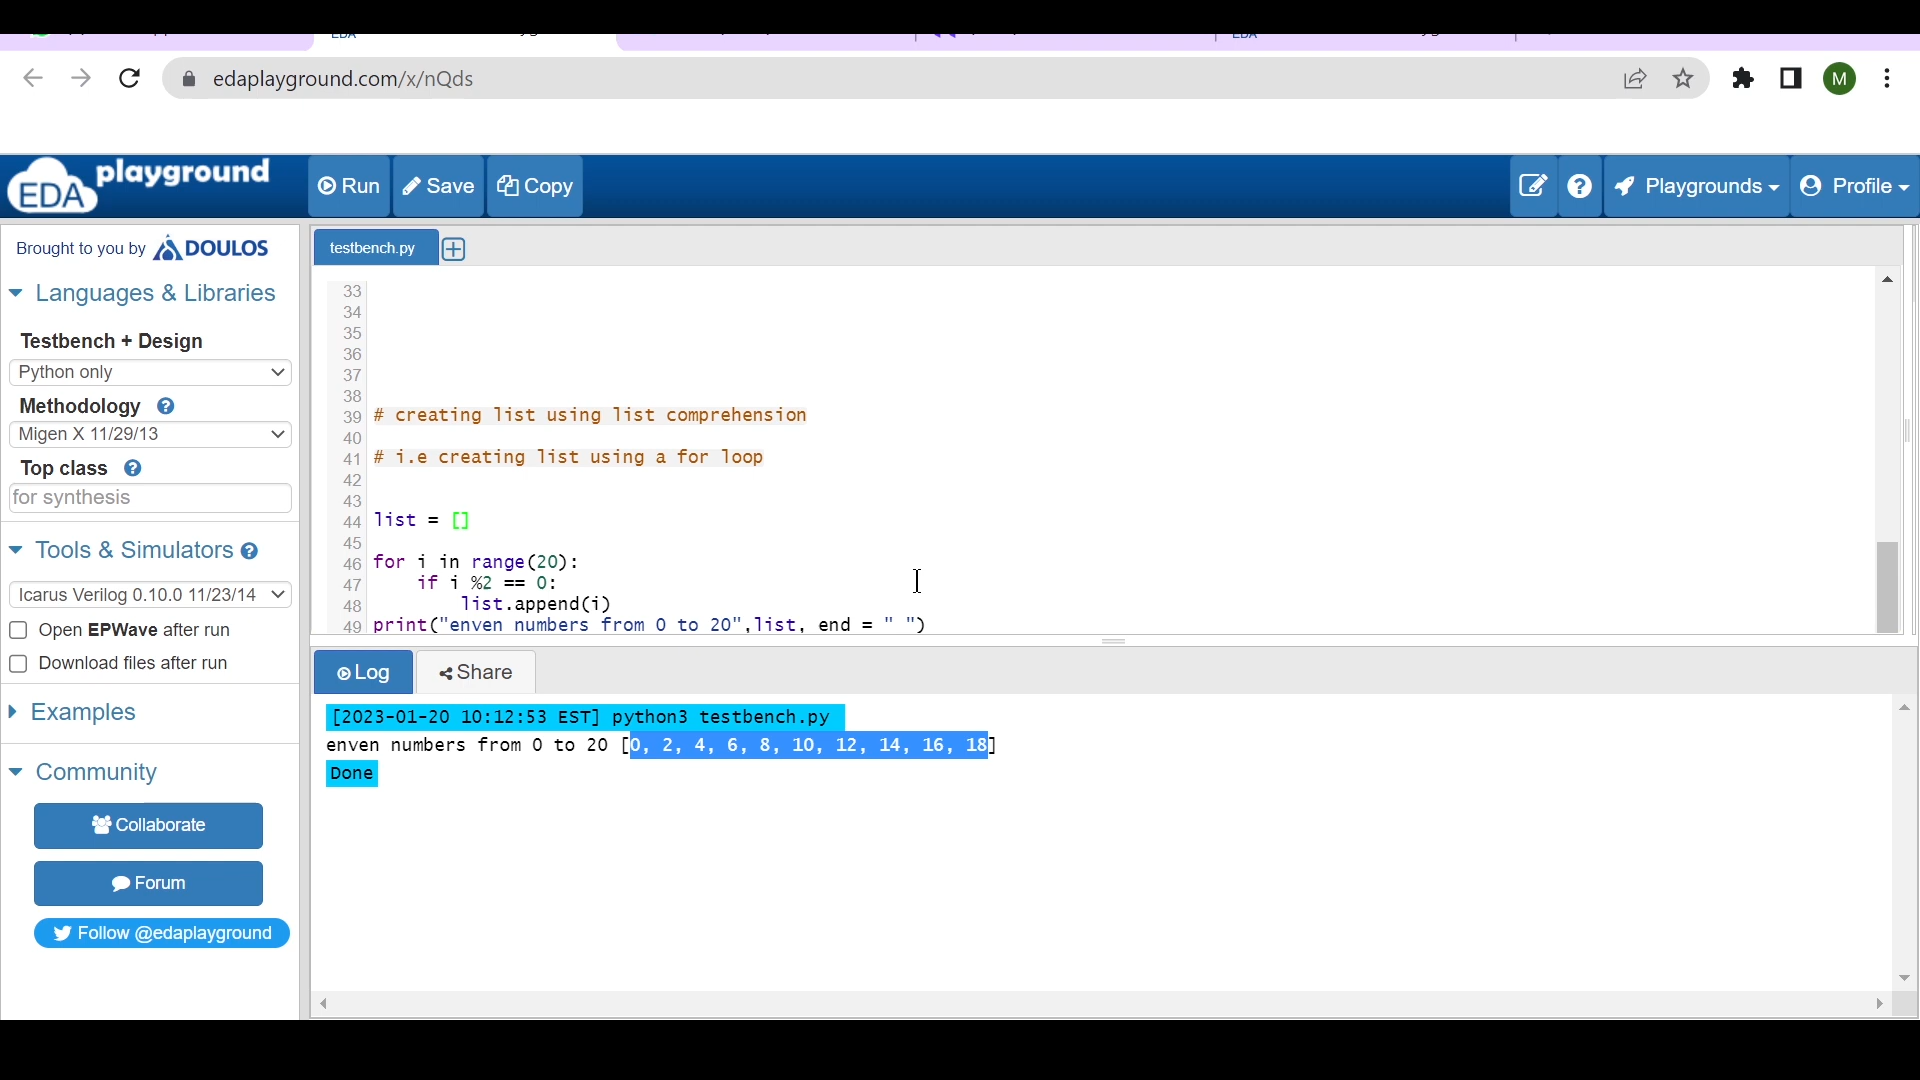 edaplayground.com/x/nQds
M
EDA playground
Run
Save
Copy
Playgrounds
Profile
Brought to you by DOULOS
testbench.py
Languages & Libraries
Testbench + Design
Python only
Methodology
Migen X 11/29/13
Top class
for synthesis
Tools & Simulators
Icarus Verilog 0.10.0 11/23/14
Open EPWave after run
Download files after run
Examples
Community
Collaborate
Forum
Follow @edaplayground
33
34
35
36
37
38
39 # creating list using list comprehension
40
41 # i.e creating list using a for loop
42
43
44 list = []
45
46 for i in range(20):
47     if i %2 == 0:
48         list.append(i)
49 print("enven numbers from 0 to 20",list, end = " ")
Log
Share
[2023-01-20 10:12:53 EST] python3 testbench.py
enven numbers from 0 to 20 [0, 2, 4, 6, 8, 10, 12, 14, 16, 18]
Done